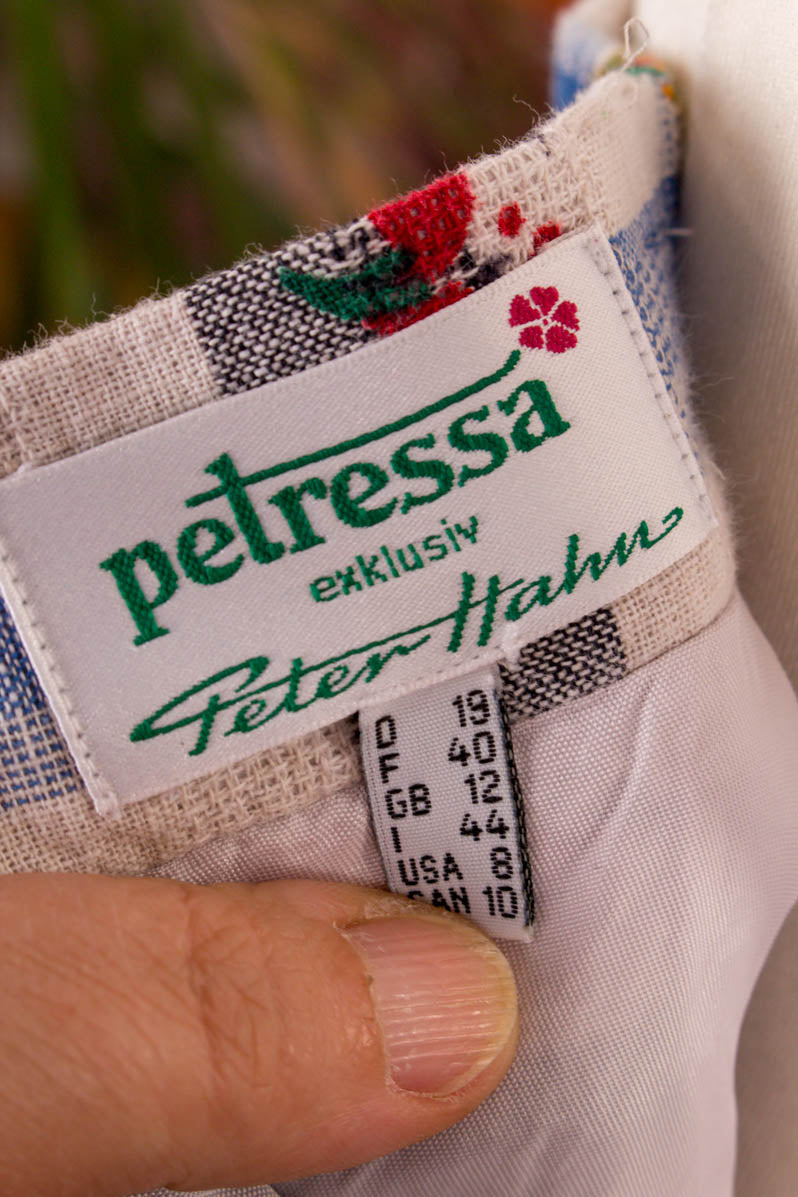 petressa
exklusiv
Peter Hahn
D 19
F 40
GB 12
I 44
USA 8
CAN 10